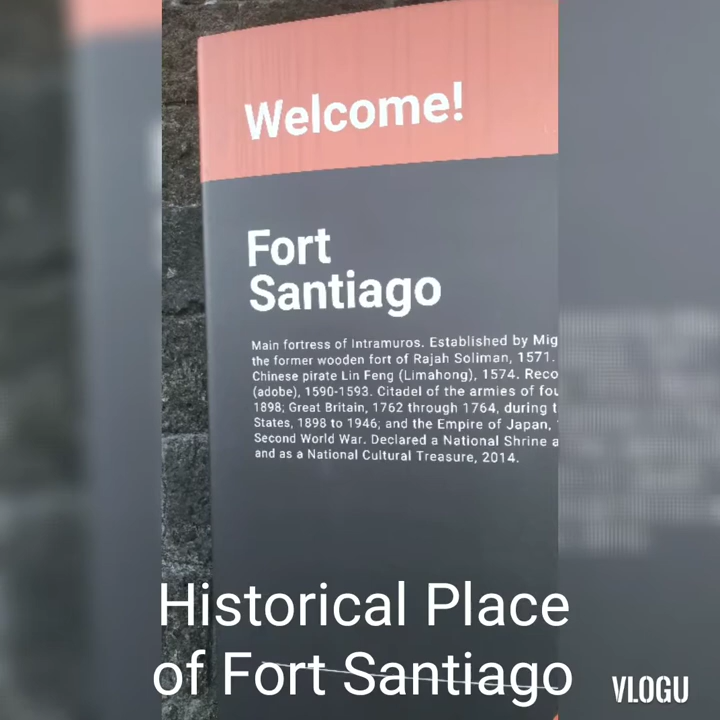 Welcome!
Fort
Santiago
Main fortress of Intramuros. Established by Mig
the former wooden fort of Rajah Soliman, 1571.
Chinese pirate Lin Feng (Limahong), 1574. Reco
(adobe), 1590-1593. Citadel of the armies of fou
1898; Great Britain, 1762 through 1764, during t
States, 1898 to 1946; and the Empire of Japan,
Second World War. Declared a National Shrine a
and as a National Cultural Treasure, 2014.
Historical Place
of Fort Santiago
VLOGU